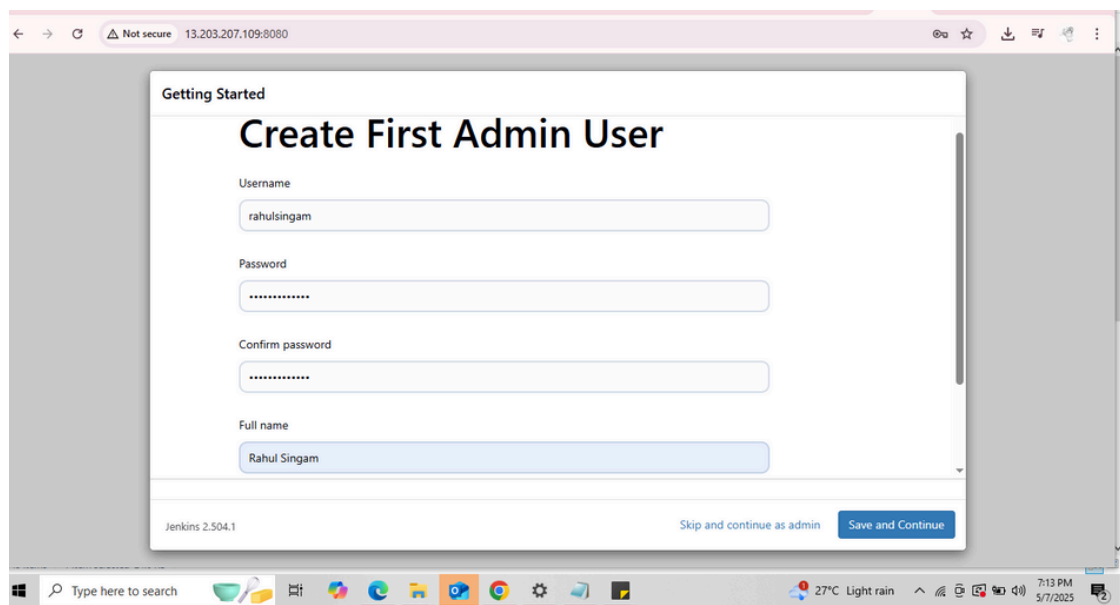 Not secure 13.203.207.109:8080
Getting Started
Create First Admin User
Username
rahulsingam
Password
•••••••••••••
Confirm password
•••••••••••••
Full name
Rahul Singam
Jenkins 2.504.1
Skip and continue as admin
Save and Continue
Type here to search
1
27°C Light rain
7:13 PM
5/7/2025
2